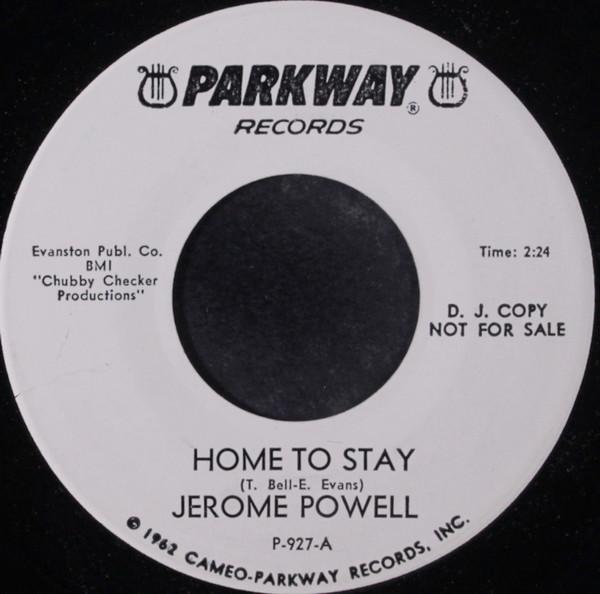 PARKWAY®
RECORDS
Evanston Publ. Co.
BMI
"Chubby Checker
Productions"
Time: 2:24
D. J. COPY
NOT FOR SALE
HOME TO STAY
(T. Bell-E. Evans)
JEROME POWELL
P-927-A
© 1962 CAMEO-PARKWAY RECORDS, INC.